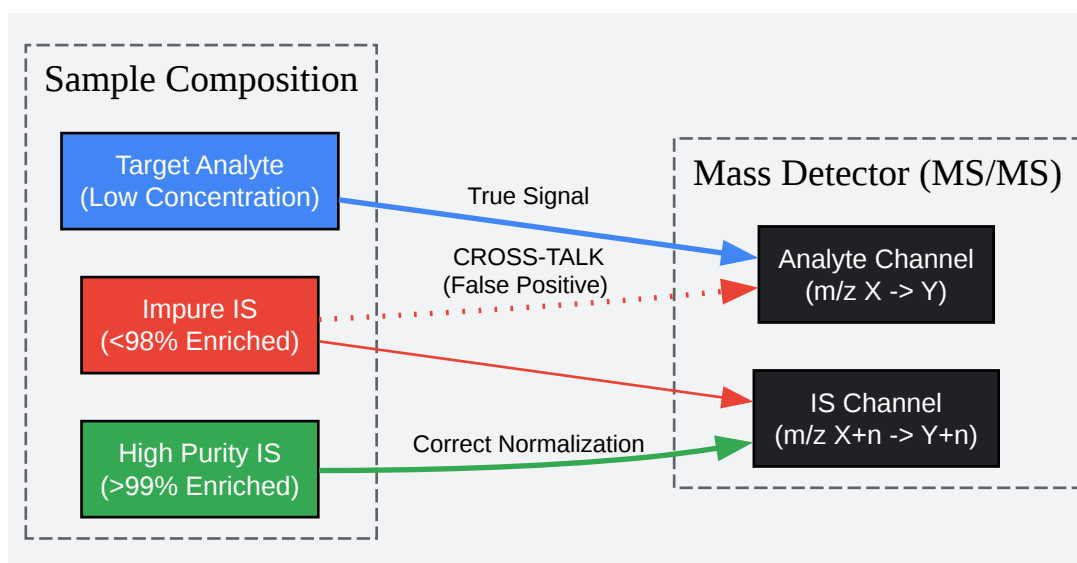 Sample Composition
Target Analyte
(Low Concentration)
Impure IS
(<98% Enriched)
High Purity IS
(>99% Enriched)
True Signal
CROSS-TALK
(False Positive)
Correct Normalization
Mass Detector (MS/MS)
Analyte Channel
(m/z X -> Y)
IS Channel
(m/z X+n -> Y+n)